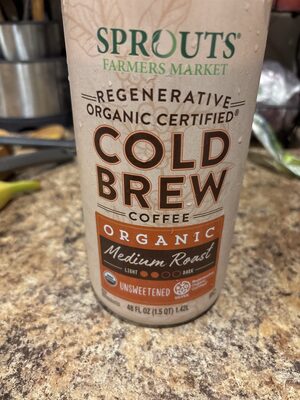 SPROUTS®
FARMERS MARKET
REGENERATIVE
ORGANIC CERTIFIED®
COLD
BREW
COFFEE
ORGANIC
Medium Roast
LIGHT DARK
UNSWEETENED
48 FL OZ (1.5 QT) 1.42L